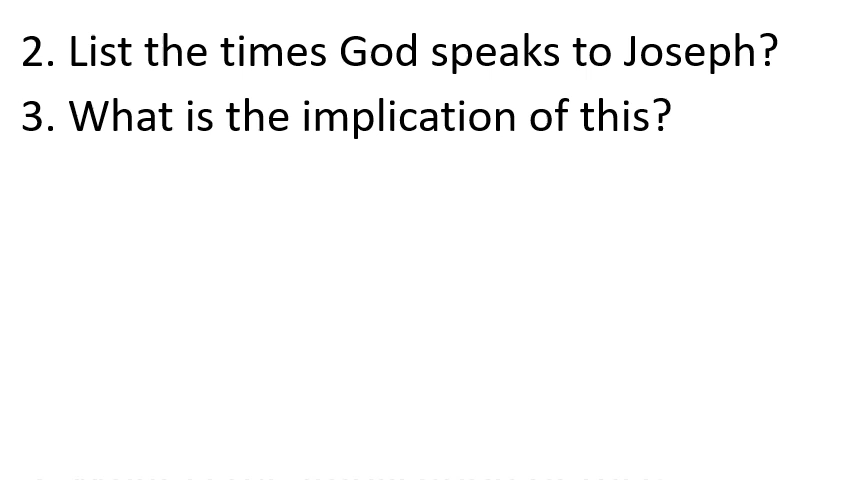 2. List the times God speaks to Joseph?
3. What is the implication of this?